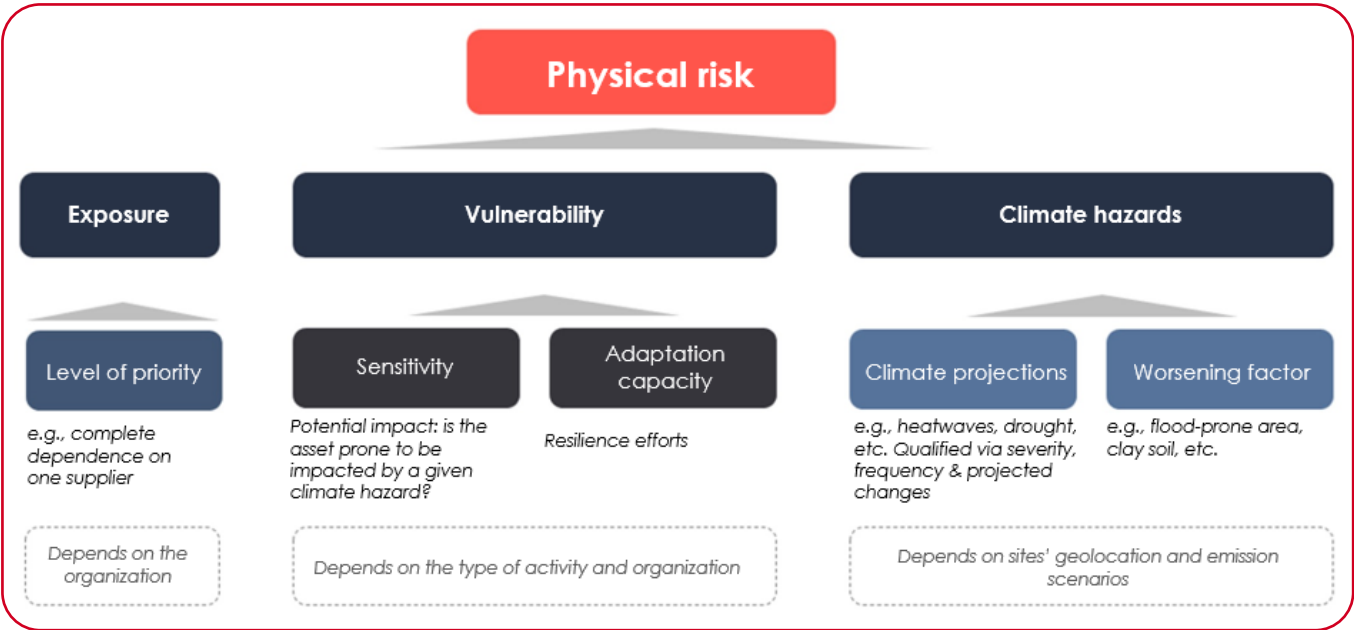 Physical risk
Exposure
Vulnerability
Climate hazards
Level of priority
Sensitivity
Adaptation
capacity
Climate projections
Worsening factor
e.g., complete
dependence on
one supplier
Potential impact: is the
asset prone to be
impacted by a given
climate hazard?
Resilience efforts
e.g., heatwaves, drought,
etc. Qualified via severity,
frequency & projected
changes
e.g., flood-prone area,
clay soil, etc.
Depends on the
organization
Depends on the type of activity and organization
Depends on sites' geolocation and emission
scenarios